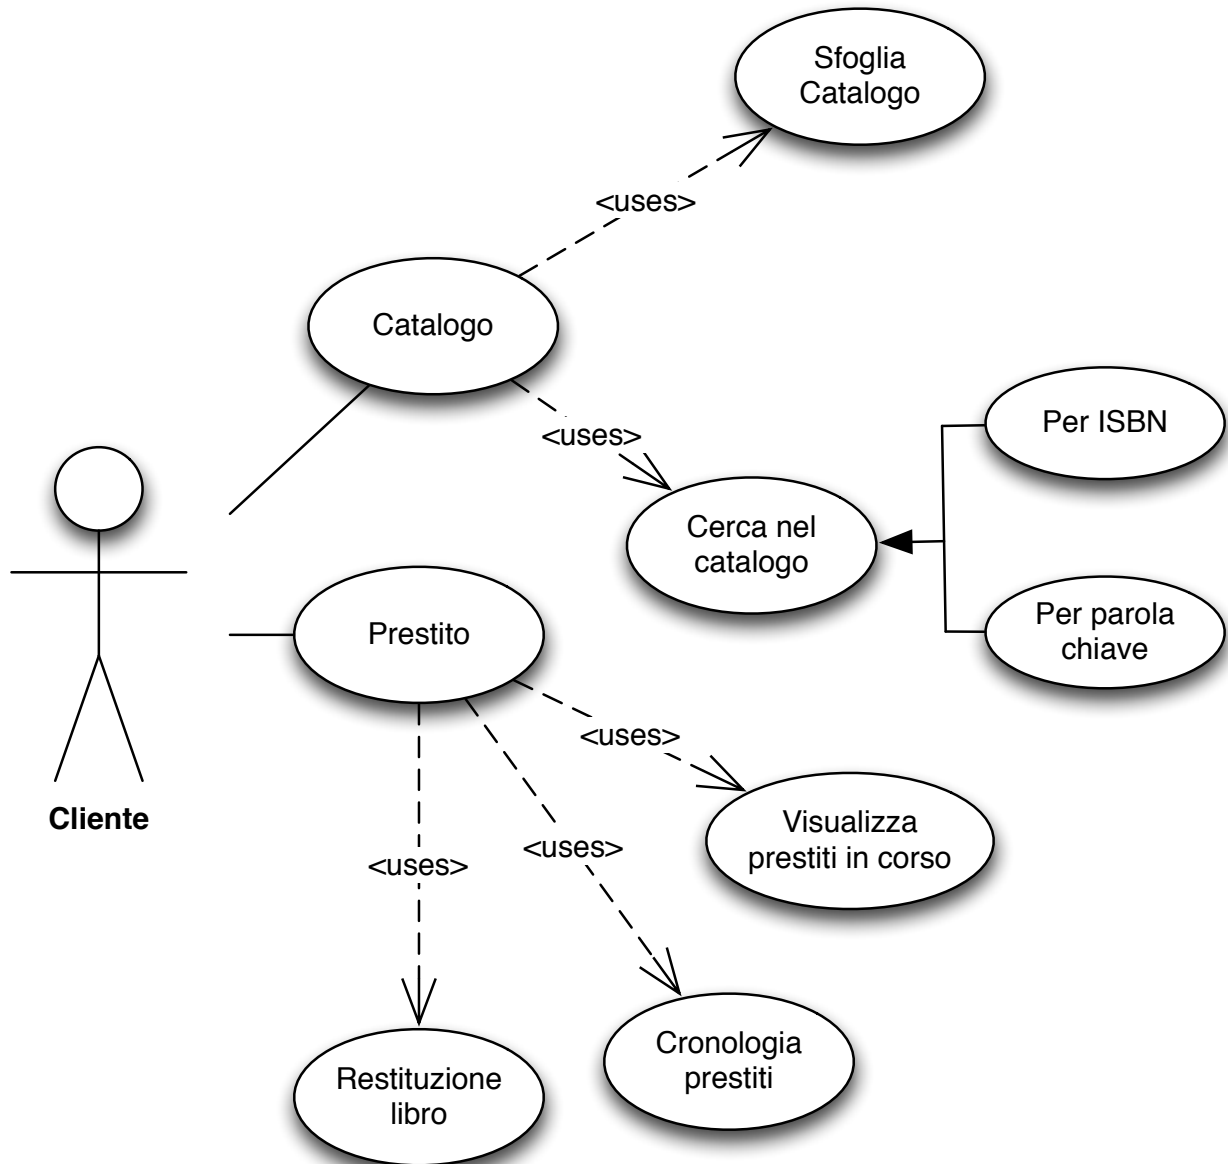 Sfoglia
Catalogo
<uses>
Catalogo
<uses>
Per ISBN
Cerca nel
catalogo
Per parola
chiave
Prestito
<uses>
Cliente
Visualizza
prestiti in corso
<uses>
<uses>
Cronologia
prestiti
Restituzione
libro